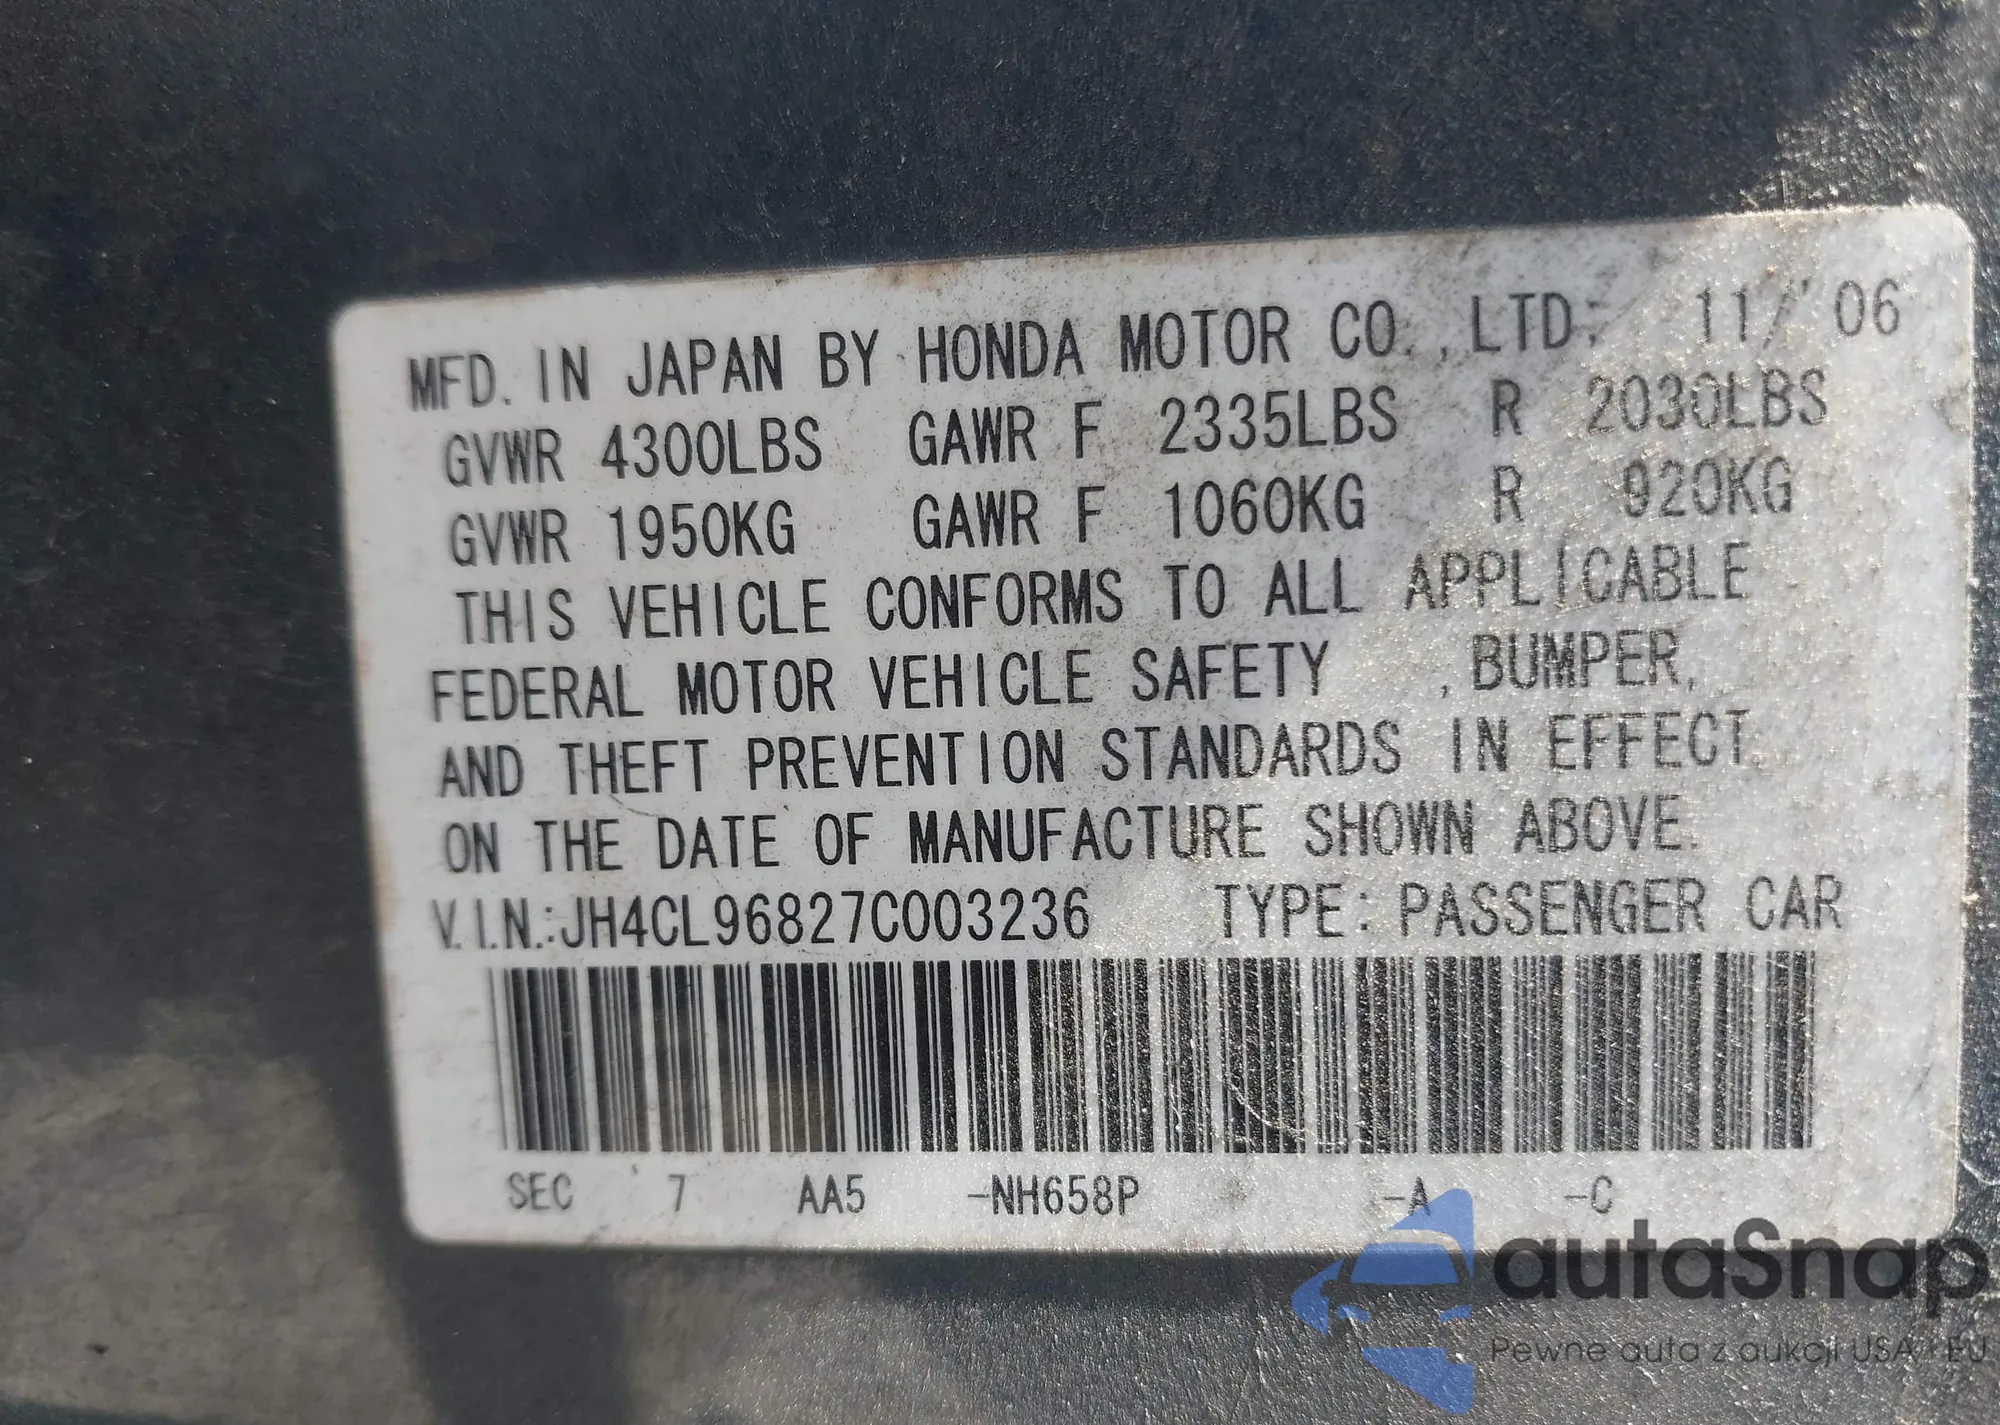 MFD. IN JAPAN BY HONDA MOTOR CO.,LTD. 11/'06
GVWR 4300LBS GAWR F 2335LBS R 2030LBS
GVWR 1950KG GAWR F 1060KG R 920KG
THIS VEHICLE CONFORMS TO ALL APPLICABLE
FEDERAL MOTOR VEHICLE SAFETY ,BUMPER,
AND THEFT PREVENTION STANDARDS IN EFFECT
ON THE DATE OF MANUFACTURE SHOWN ABOVE.
V.I.N.:JH4CL96827C003236 TYPE: PASSENGER CAR
SEC 7 AA5 -NH658P -A -C
autaSnap
Pewne auta z aukcji USA i EU